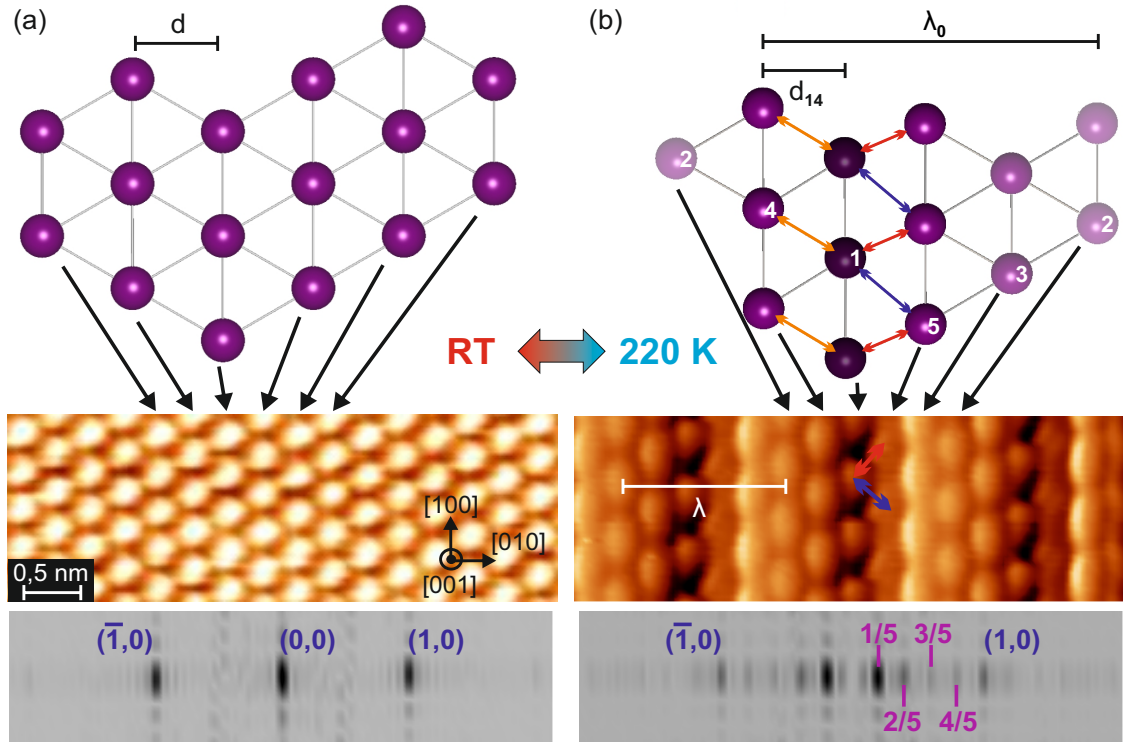 (a)
d
(b)
λ₀
d₁₄
2
4
1
5
3
2
RT
220 K
[100]
[010]
[001]
0,5 nm
λ
(1̅,0)
(0,0)
(1,0)
(1̅,0)
1/5
3/5
(1,0)
2/5
4/5